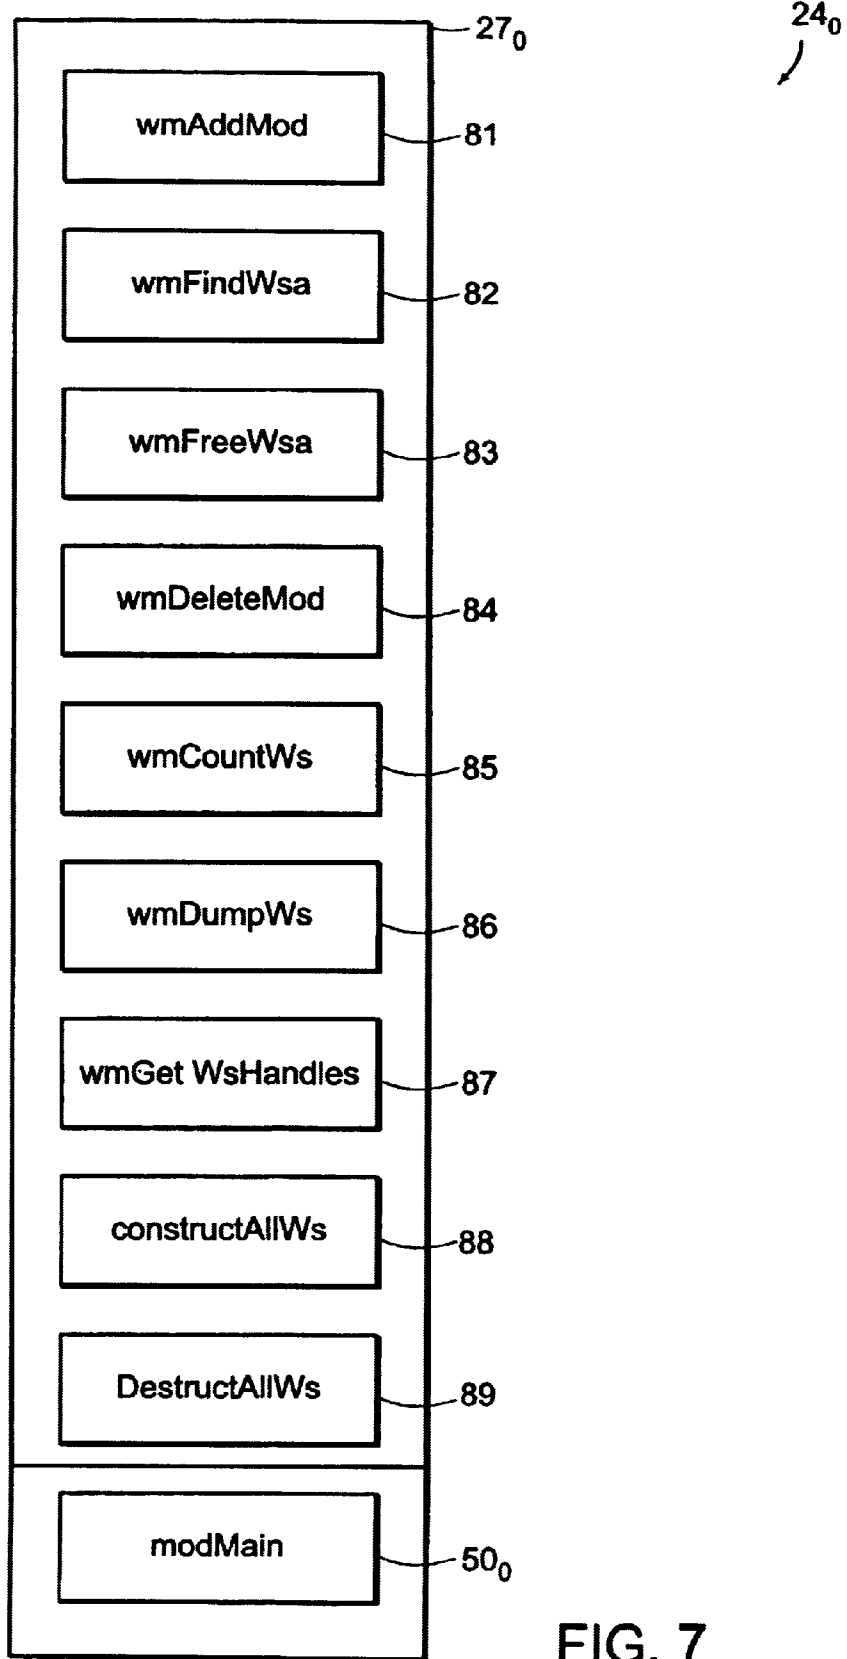 24₀
27₀
wmAddMod 81
wmFindWsa 82
wmFreeWsa 83
wmDeleteMod 84
wmCountWs 85
wmDumpWs 86
wmGet WsHandles 87
constructAllWs 88
DestructAllWs 89
modMain 50₀
FIG. 7